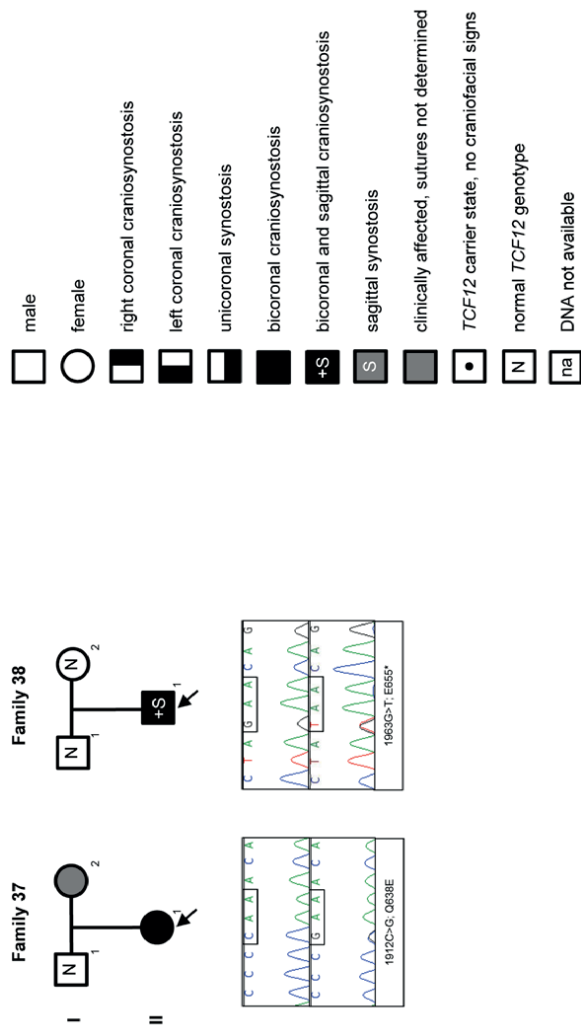 Family 37
Family 38
I
N
1
2
N
1
N
2
II
1
+S
1
C C C C A A A C A
C T A G A A C A G
C C C G A A A C A
C T A T A A C A G
1912C>G; Q638E
1963G>T; E655*
male
female
right coronal craniosynostosis
left coronal craniosynostosis
unicoronal synostosis
bicoronal craniosynostosis
+S bicoronal and sagittal craniosynostosis
S sagittal synostosis
clinically affected, sutures not determined
TCF12 carrier state, no craniofacial signs
N normal TCF12 genotype
na DNA not available